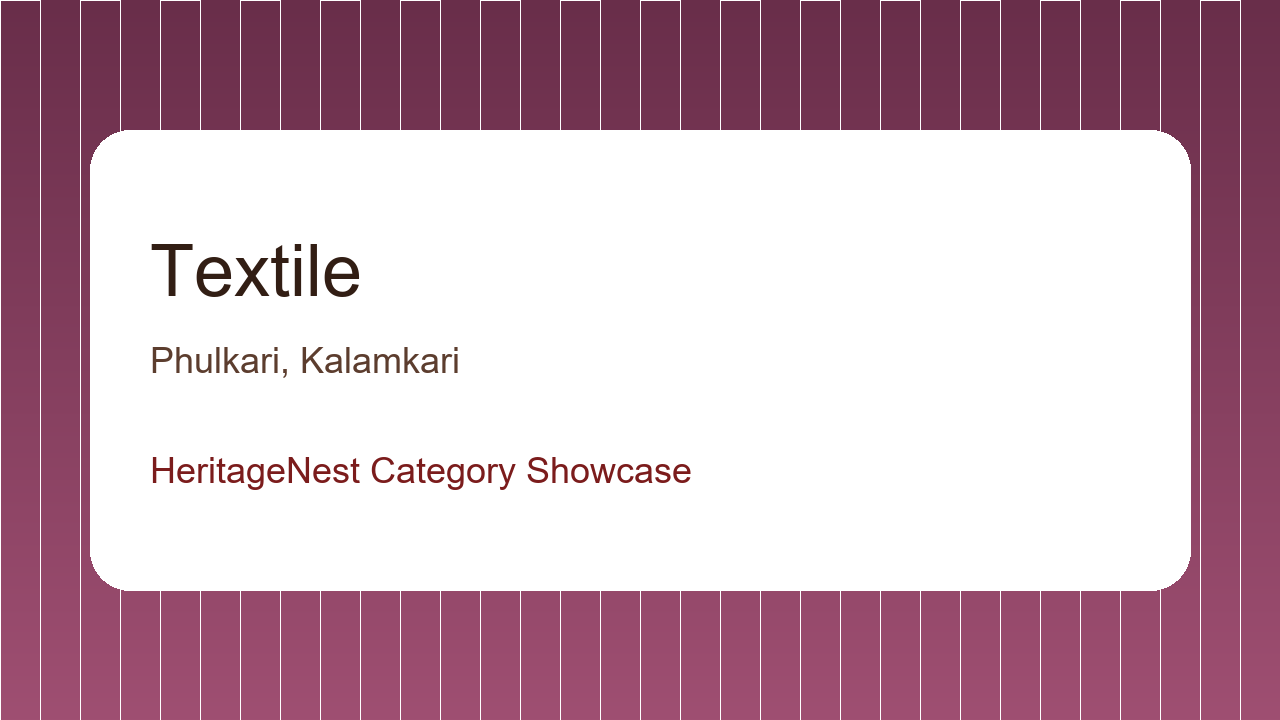 Textile
Phulkari, Kalamkari
HeritageNest Category Showcase